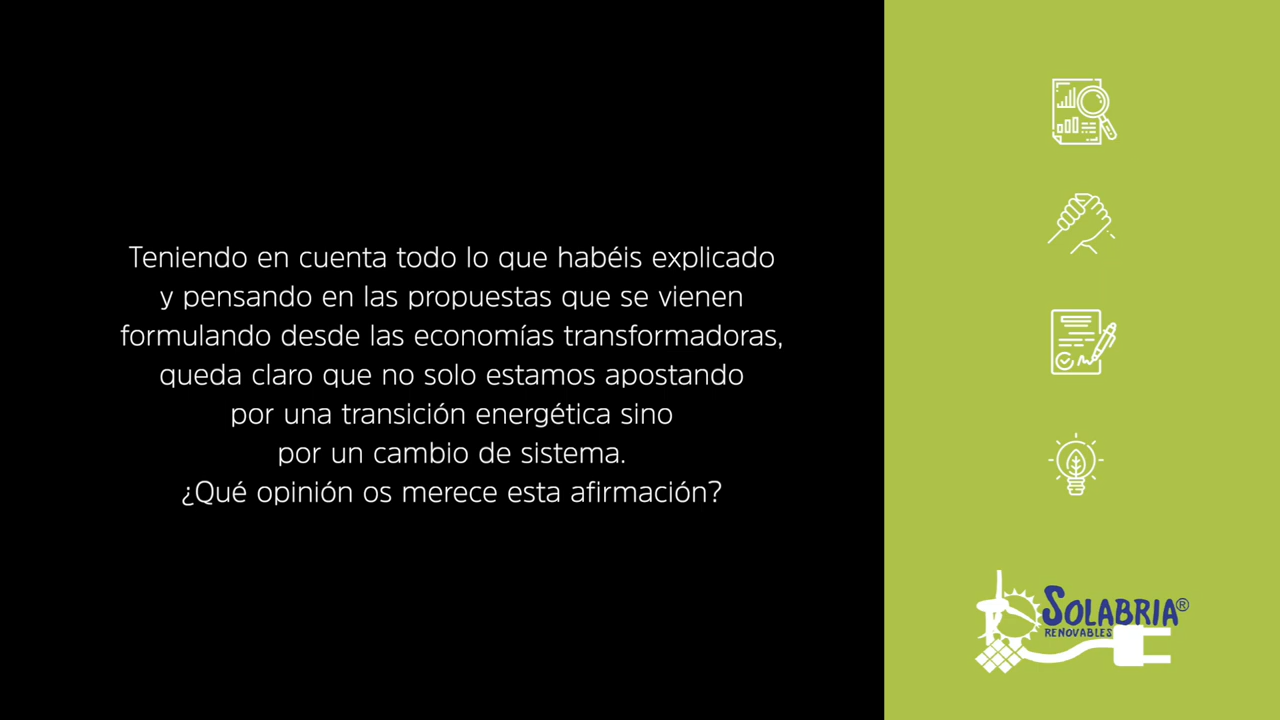 Teniendo en cuenta todo lo que habéis explicado
y pensando en las propuestas que se vienen
formulando desde las economías transformadoras,
queda claro que no solo estamos apostando
por una transición energética sino
por un cambio de sistema.
¿Qué opinión os merece esta afirmación?
SOLABRIA®
RENOVABLES